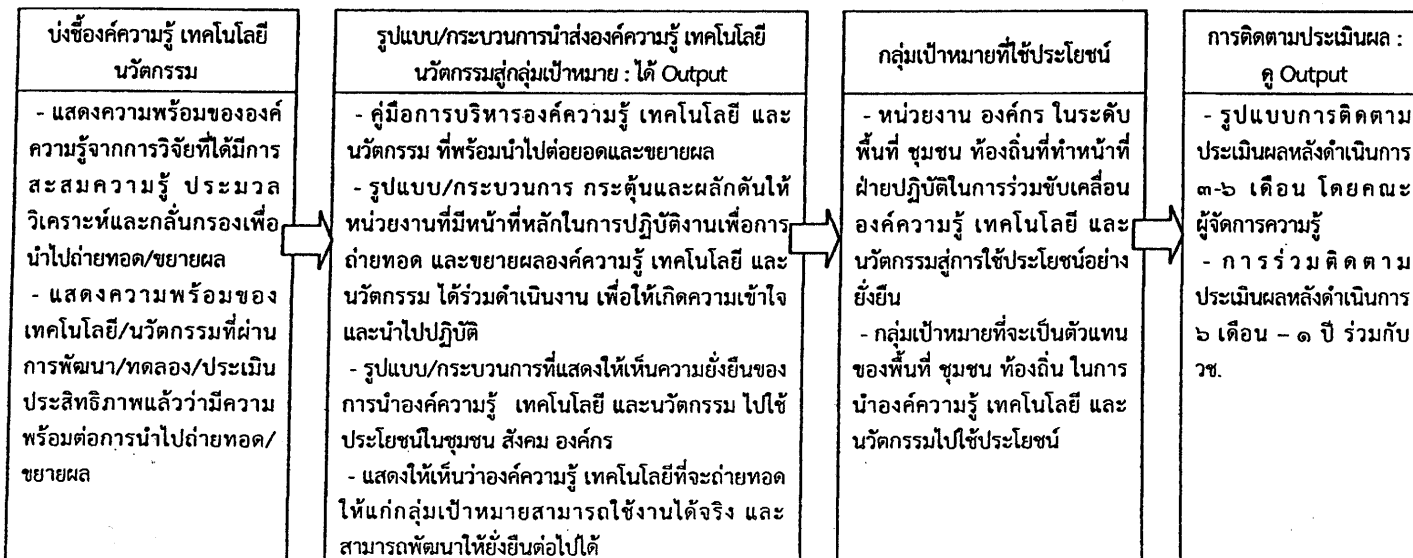 บ่งชี้องค์ความรู้ เทคโนโลยี
นวัตกรรม
- แสดงความพร้อมขององค์
ความรู้จากการวิจัยที่ได้มีการ
สะสมความรู้ ประมวล
วิเคราะห์และกลั่นกรองเพื่อ
นำไปถ่ายทอด/ขยายผล
- แสดงความพร้อมของ
เทคโนโลยี/นวัตกรรมที่ผ่าน
การพัฒนา/ทดลอง/ประเมิน
ประสิทธิภาพแล้วว่ามีความ
พร้อมต่อการนำไปถ่ายทอด/
ขยายผล
รูปแบบ/กระบวนการนำส่งองค์ความรู้ เทคโนโลยี
นวัตกรรมสู่กลุ่มเป้าหมาย : ได้ Output
- คู่มือการบริหารองค์ความรู้ เทคโนโลยี และ
นวัตกรรม ที่พร้อมนำไปต่อยอดและขยายผล
- รูปแบบ/กระบวนการ กระตุ้นและผลักดันให้
หน่วยงานที่มีหน้าที่หลักในการปฏิบัติงานเพื่อการ
ถ่ายทอด และขยายผลองค์ความรู้ เทคโนโลยี และ
นวัตกรรม ได้ร่วมดำเนินงาน เพื่อให้เกิดความเข้าใจ
และนำไปปฏิบัติ
- รูปแบบ/กระบวนการที่แสดงให้เห็นความยั่งยืนของ
การนำองค์ความรู้ เทคโนโลยี และนวัตกรรม ไปใช้
ประโยชน์ในชุมชน สังคม องค์กร
- แสดงให้เห็นว่าองค์ความรู้ เทคโนโลยีที่จะถ่ายทอด
ให้แก่กลุ่มเป้าหมายสามารถใช้งานได้จริง และ
สามารถพัฒนาให้ยั่งยืนต่อไปได้
กลุ่มเป้าหมายที่ใช้ประโยชน์
- หน่วยงาน องค์กร ในระดับ
พื้นที่ ชุมชน ท้องถิ่นที่ทำหน้าที่
ฝ่ายปฏิบัติในการร่วมขับเคลื่อน
องค์ความรู้ เทคโนโลยี และ
นวัตกรรมสู่การใช้ประโยชน์อย่าง
ยั่งยืน
- กลุ่มเป้าหมายที่จะเป็นตัวแทน
ของพื้นที่ ชุมชน ท้องถิ่น ในการ
นำองค์ความรู้ เทคโนโลยี และ
นวัตกรรมไปใช้ประโยชน์
การติดตามประเมินผล :
ดู Output
- รูปแบบการติดตาม
ประเมินผลหลังดำเนินการ
๓-๖ เดือน โดยคณะ
ผู้จัดการความรู้
- การร่วมติดตาม
ประเมินผลหลังดำเนินการ
๖ เดือน – ๑ ปี ร่วมกับ
วช.